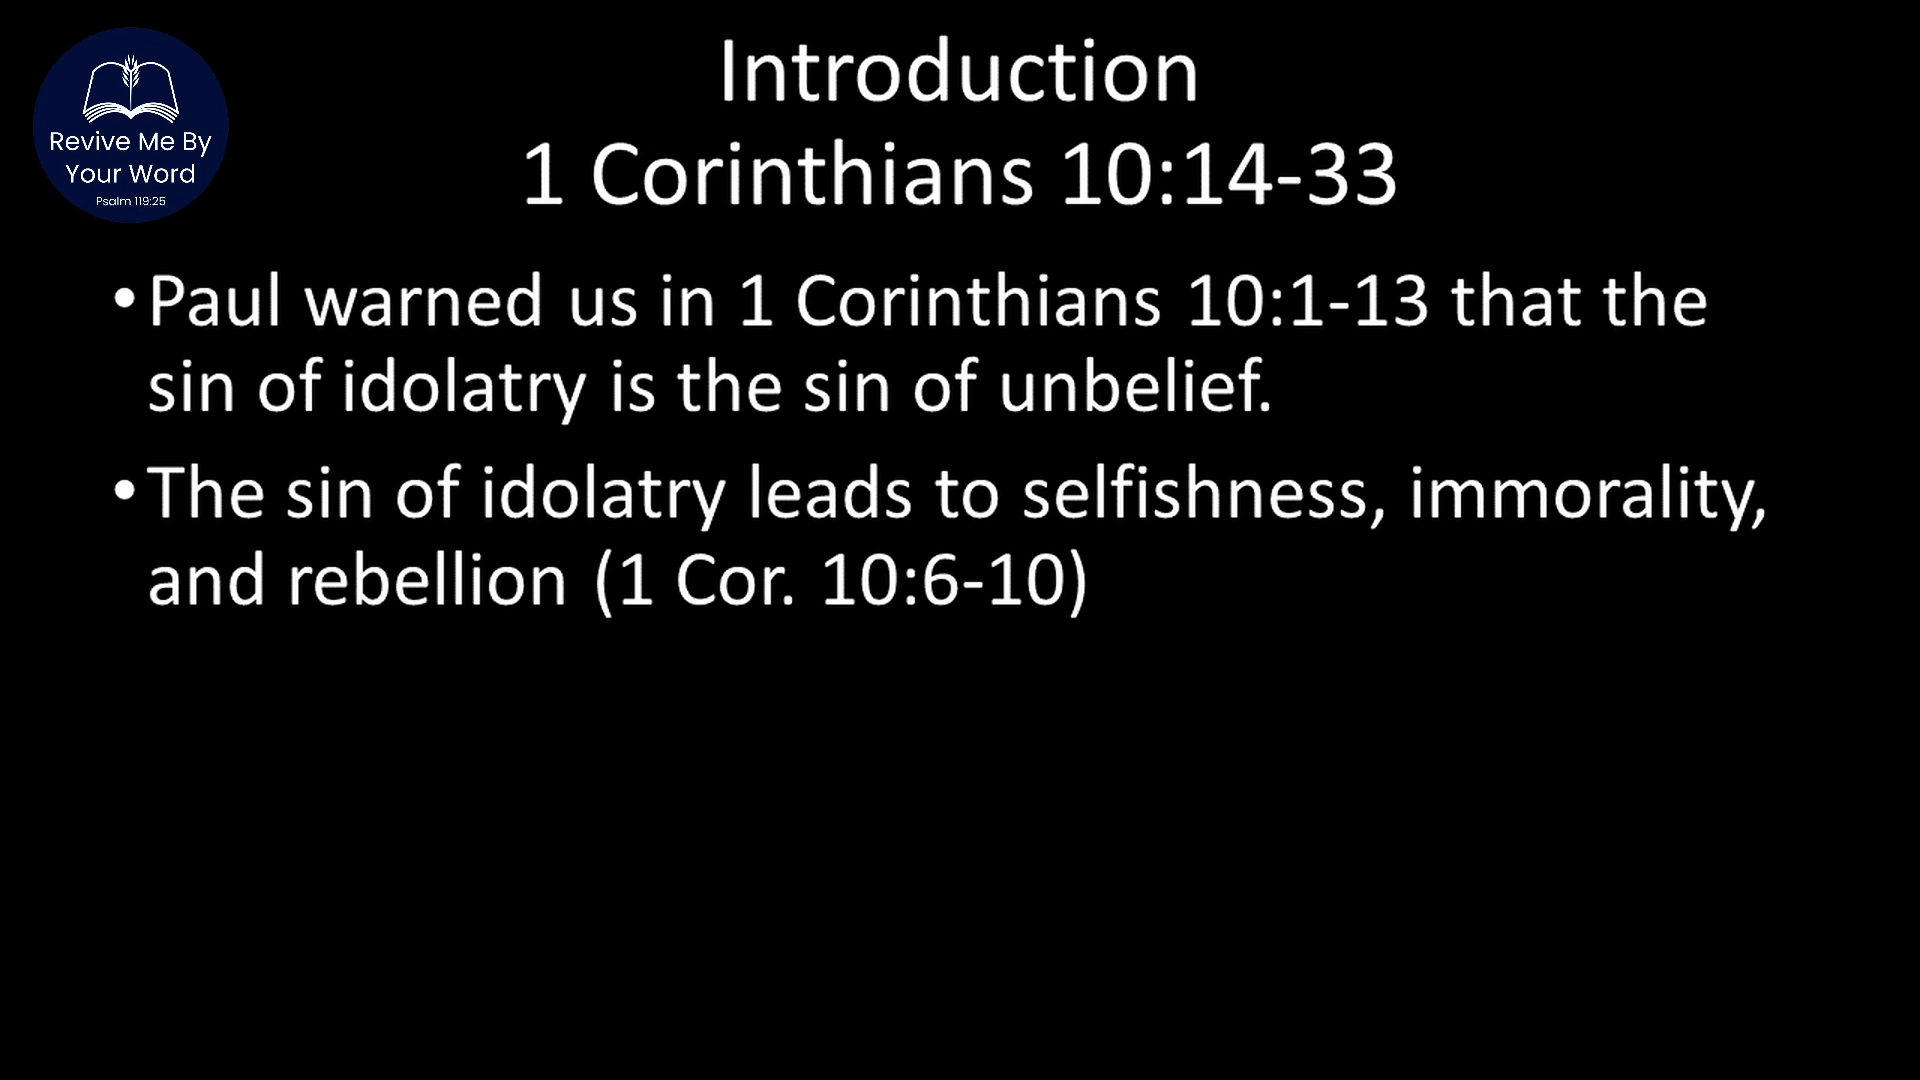 Revive Me By
Your Word
Psalm 119:25
Introduction
1 Corinthians 10:14-33
•Paul warned us in 1 Corinthians 10:1-13 that the
sin of idolatry is the sin of unbelief.
•The sin of idolatry leads to selfishness, immorality,
and rebellion (1 Cor. 10:6-10)